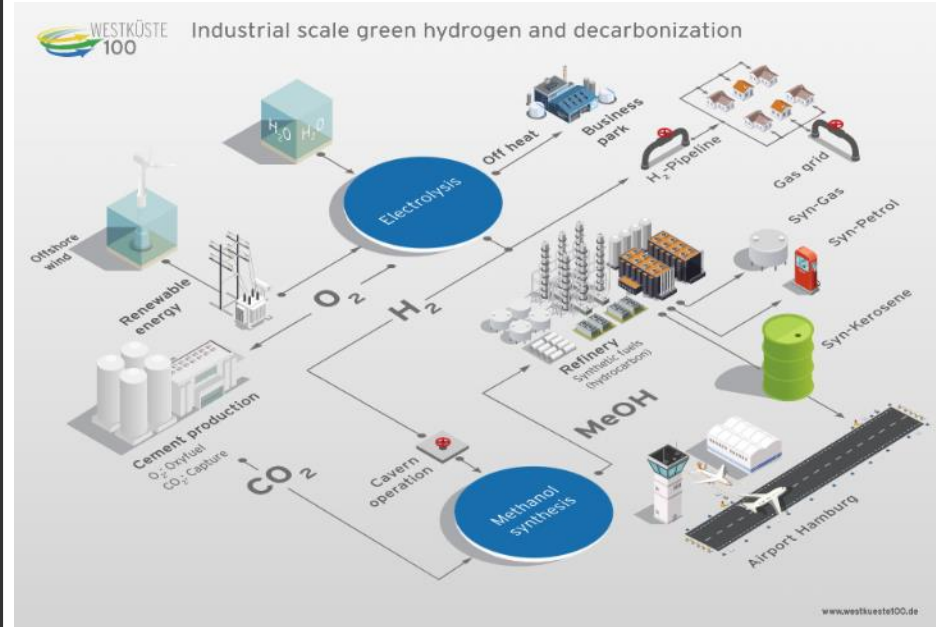 WESTKÜSTE
100
Industrial scale green hydrogen and decarbonization
H₂O H₂O
Electrolysis
Off heat
Business
park
H₂-Pipeline
Gas grid
Offshore
wind
Renewable
energy
O₂
H₂
Syn-Gas
Syn-Petrol
Syn-Kerosene
Refinery
Synthetic fuels
(hydrocarbon)
Cement production
O₂-Oxyfuel
CO₂-Capture
CO₂
Cavern
operation
MeOH
Methanol
synthesis
Airport Hamburg
www.westkueste100.de